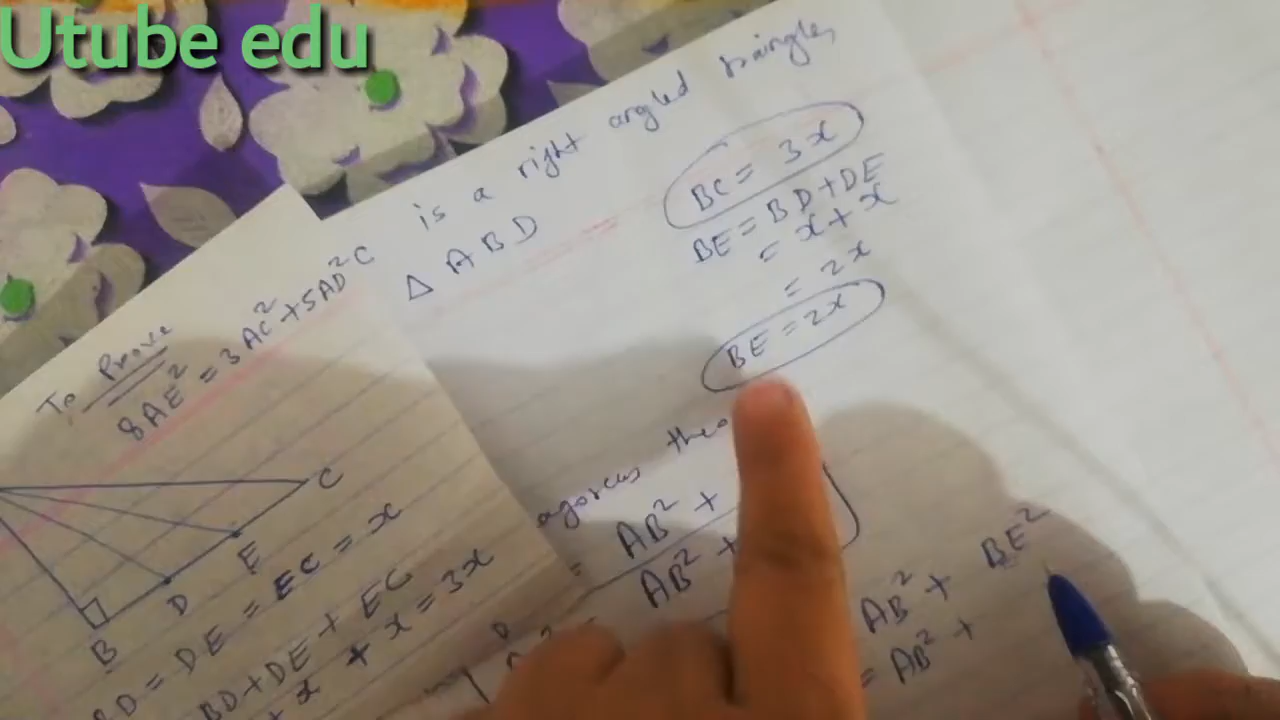 Utube edu
is a right angled triangle,
Δ ABD
BC = 3x
BE = BD + DE
= x + x
= 2x
BE = 2x
To Prove
8AE² = 3AC² + 5AD²
C
E
D
B
BD = DE = EC = x
BD + DE + EC
+ x + x = 3x
= AB² +
AB² +
AB² + BE²
= AB² +